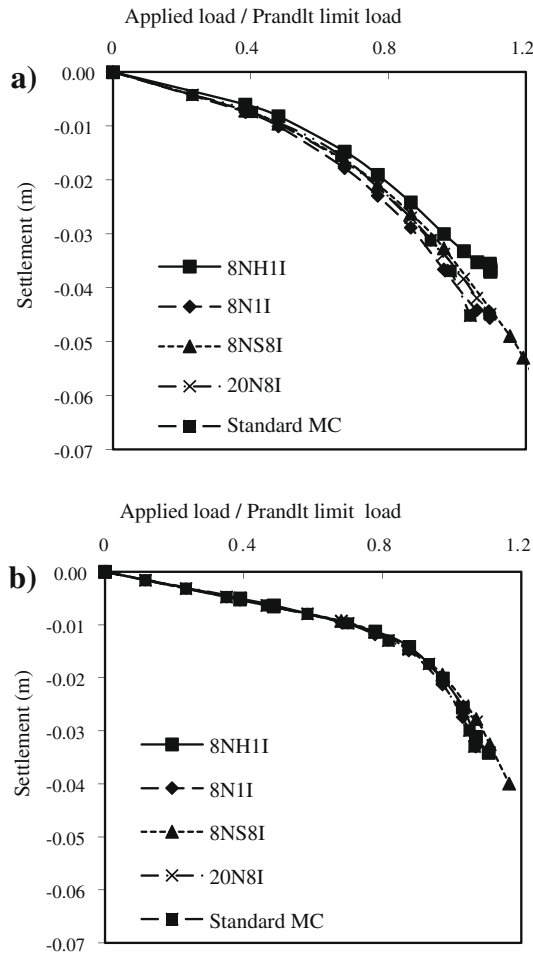 Applied load / Prandlt limit load
0 0.4 0.8 1.2
a)
0.00
-0.01
-0.02
-0.03
-0.04
-0.05
-0.06
-0.07
Settlement (m)
8NH1I
8N1I
8NS8I
20N8I
Standard MC
Applied load / Prandlt limit load
0 0.4 0.8 1.2
b)
0.00
-0.01
-0.02
-0.03
-0.04
-0.05
-0.06
-0.07
Settlement (m)
8NH1I
8N1I
8NS8I
20N8I
Standard MC